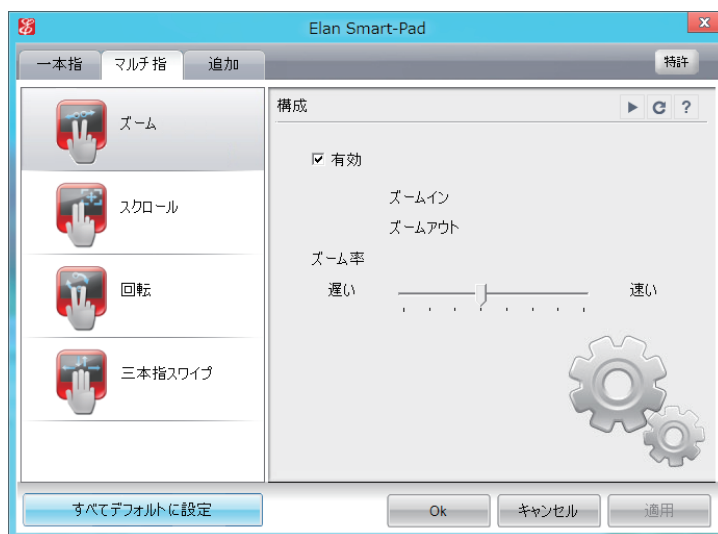 Elan Smart-Pad
x
一本指
マルチ指
追加
特許
ズーム
スクロール
回転
三本指スワイプ
構成
?
有効
ズームイン
ズームアウト
ズーム率
遅い
速い
すべてデフォルトに設定
Ok
キャンセル
適用